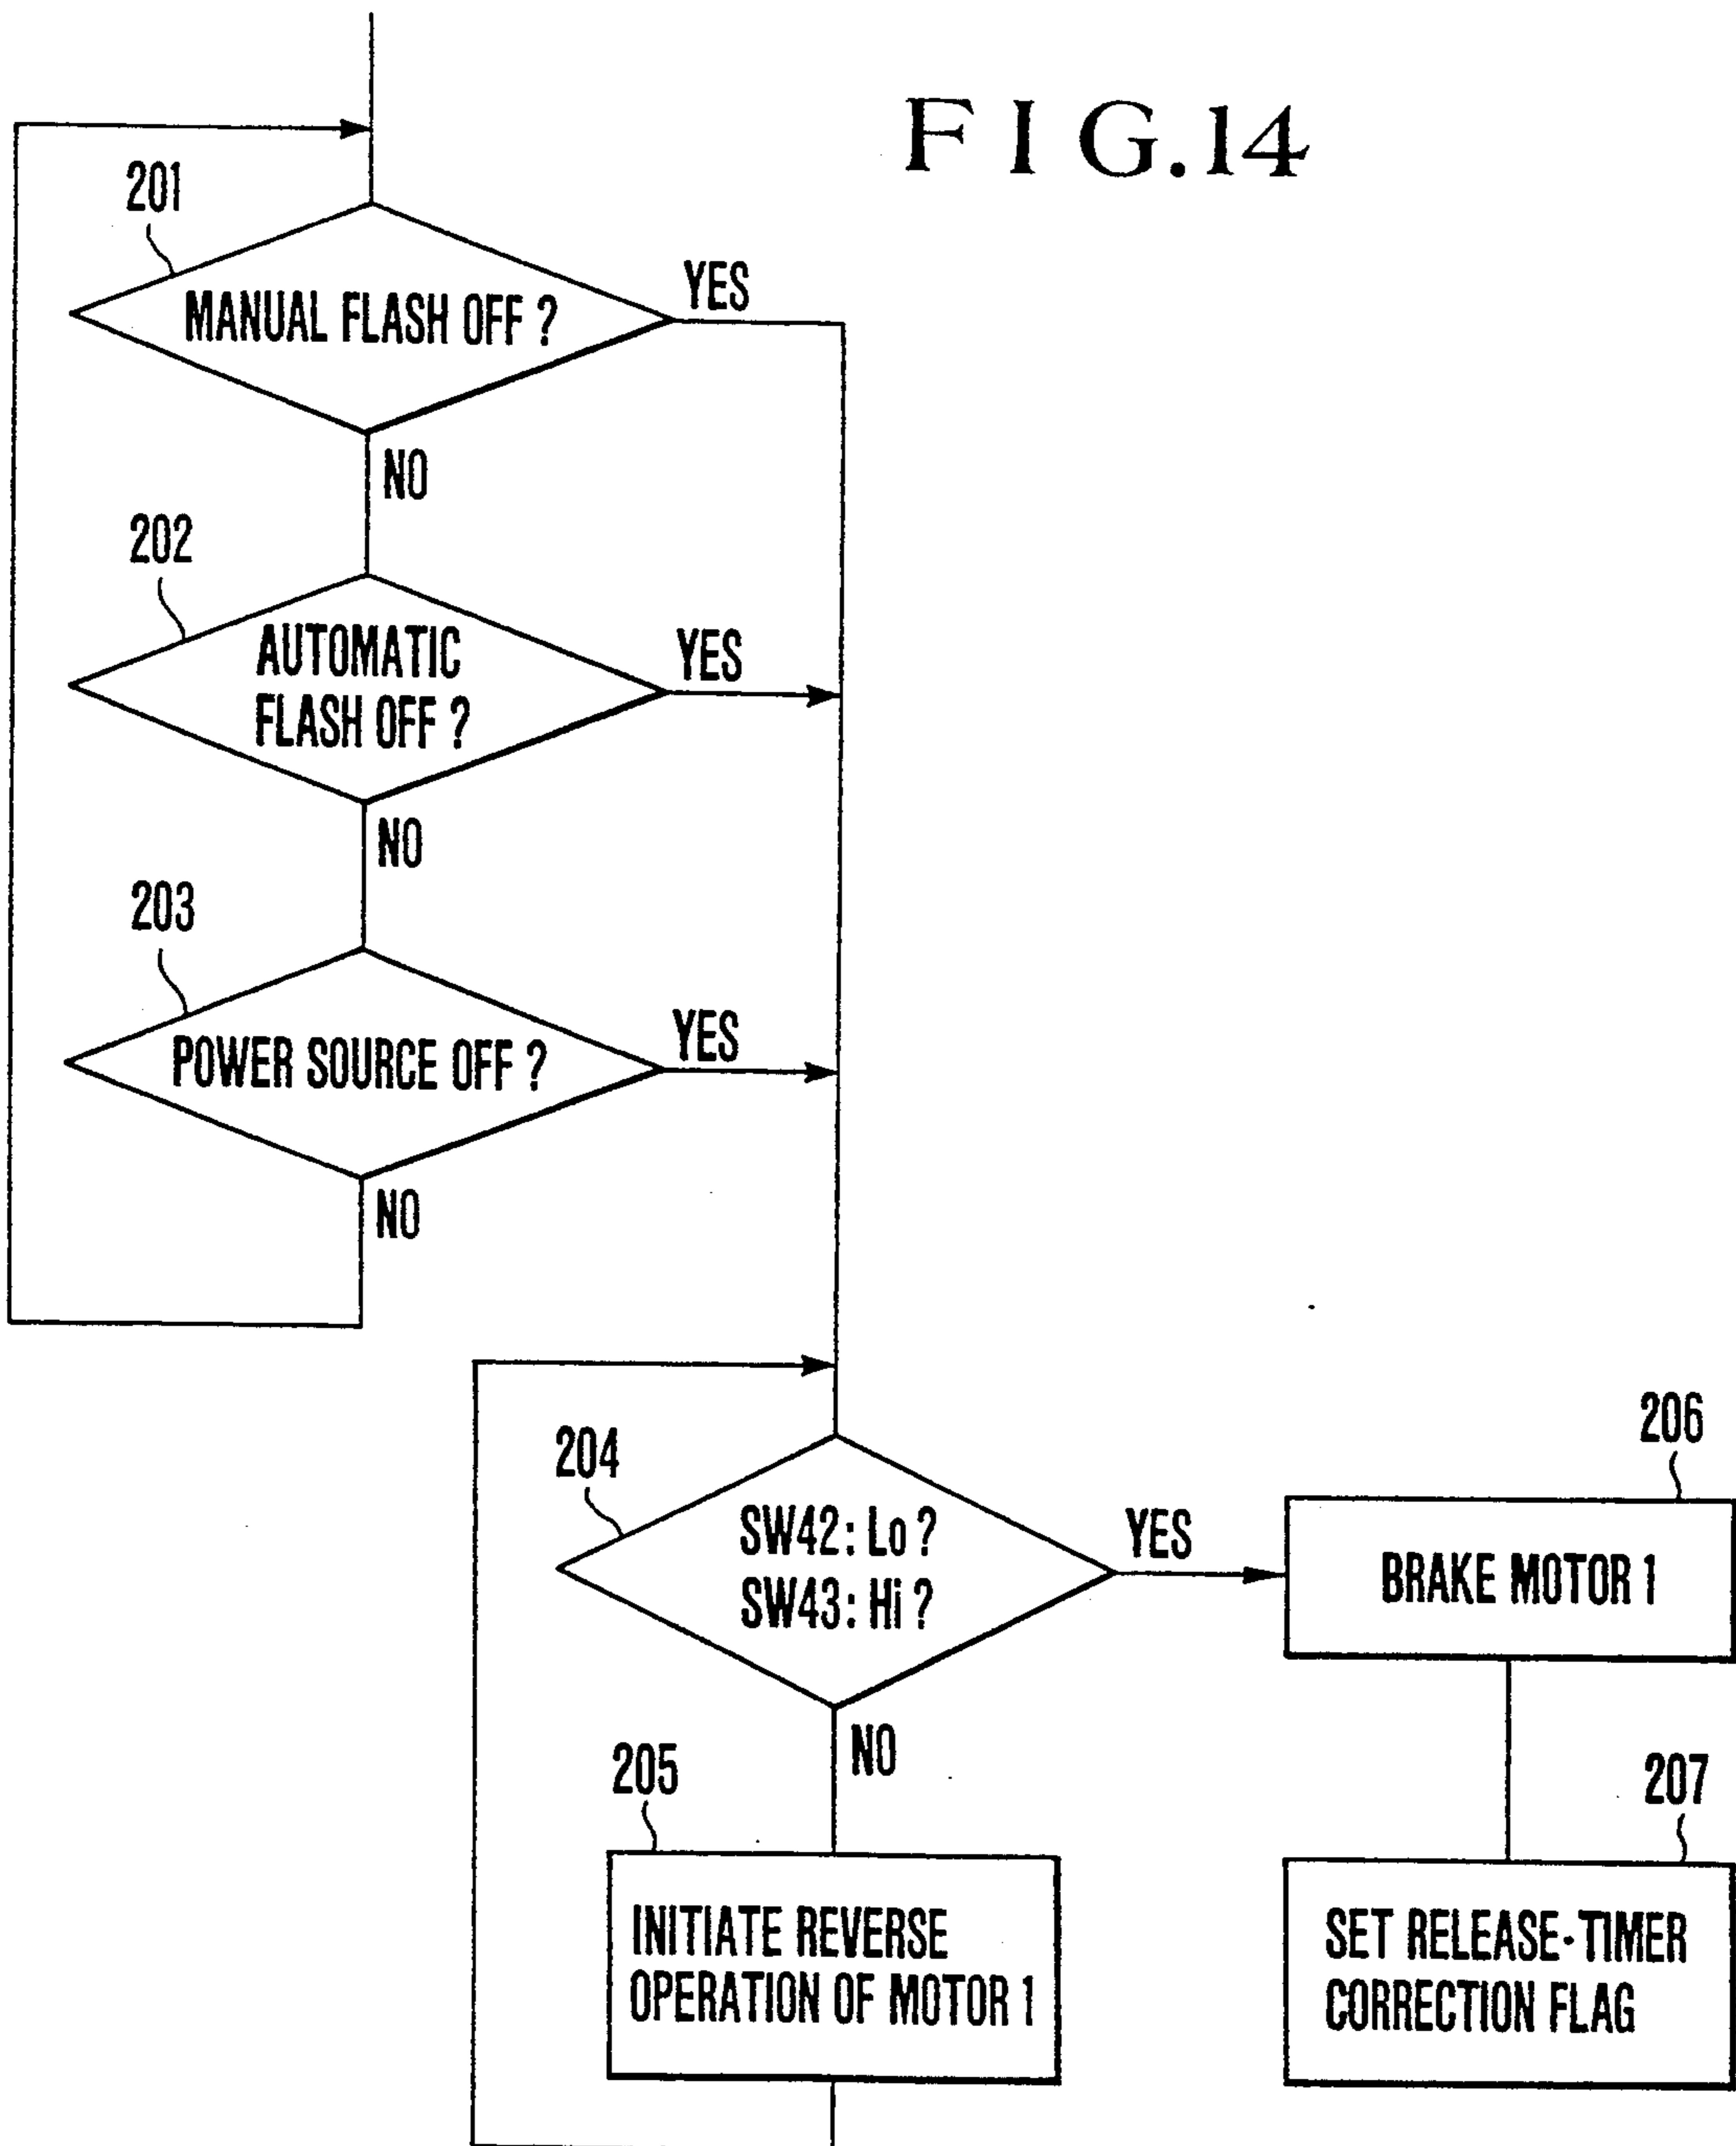 FIG.14
201
MANUAL FLASH OFF ?
YES
NO
202
AUTOMATIC
FLASH OFF ?
YES
NO
203
POWER SOURCE OFF ?
YES
NO
204
SW42: Lo ?
SW43: Hi ?
YES
NO
206
BRAKE MOTOR 1
205
INITIATE REVERSE
OPERATION OF MOTOR 1
207
SET RELEASE-TIMER
CORRECTION FLAG